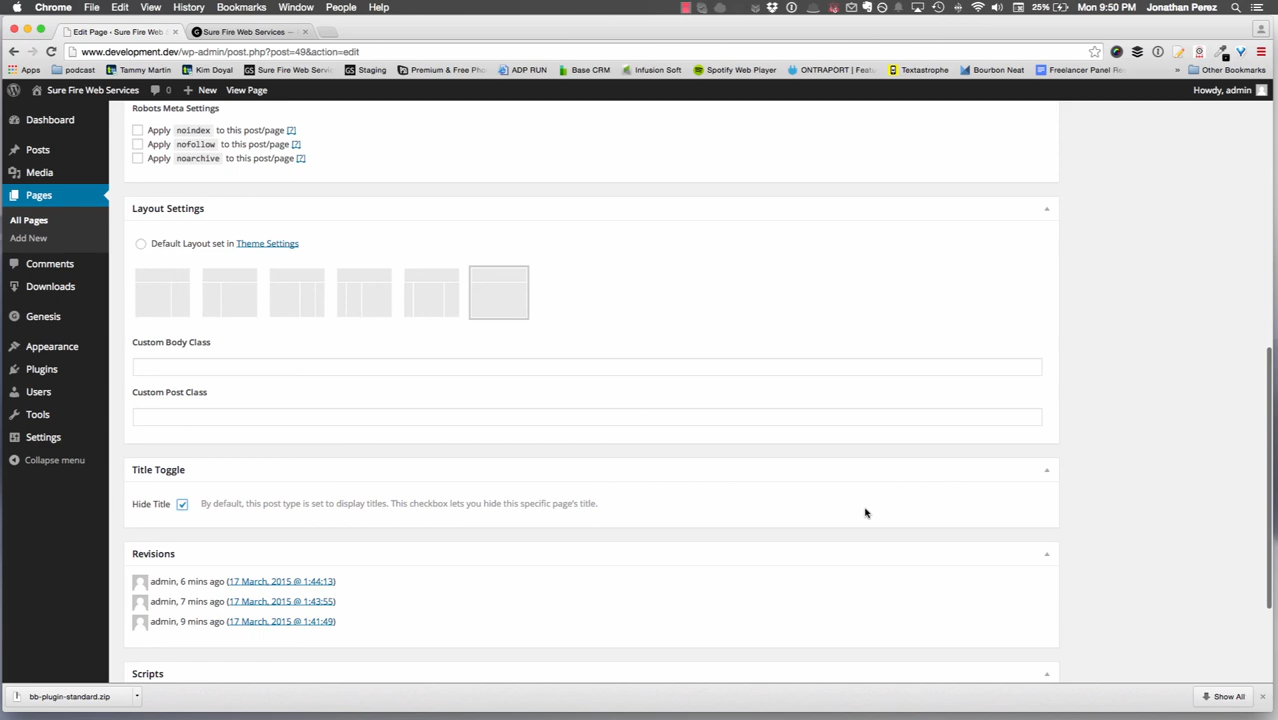 Chrome File Edit View History Bookmarks Window People Help 25% Mon 9:50 PM Jonathan Perez
Edit Page ‹ Sure Fire Web Sure Fire Web Services —
www.development.dev/wp-admin/post.php?post=49&action=edit
Apps podcast Tammy Martin Kim Doyal Sure Fire Web Servic Staging Premium & Free Pho ADP RUN Base CRM Infusion Soft Spotify Web Player ONTRAPORT | Featu Textastrophe Bourbon Neat Freelancer Panel Re » Other Bookmarks
Sure Fire Web Services 0 New View Page Howdy, admin
Robots Meta Settings
Apply noindex to this post/page [?]
Apply nofollow to this post/page [?]
Apply noarchive to this post/page [?]
Dashboard
Posts
Media
Pages
All Pages
Add New
Comments
Downloads
Genesis
Appearance
Plugins
Users
Tools
Settings
Collapse menu
Layout Settings
Default Layout set in Theme Settings
Custom Body Class
Custom Post Class
Title Toggle
Hide Title By default, this post type is set to display titles. This checkbox lets you hide this specific page's title.
Revisions
admin, 6 mins ago (17 March, 2015 @ 1:44:13)
admin, 7 mins ago (17 March, 2015 @ 1:43:55)
admin, 9 mins ago (17 March, 2015 @ 1:41:49)
Scripts
bb-plugin-standard.zip Show All